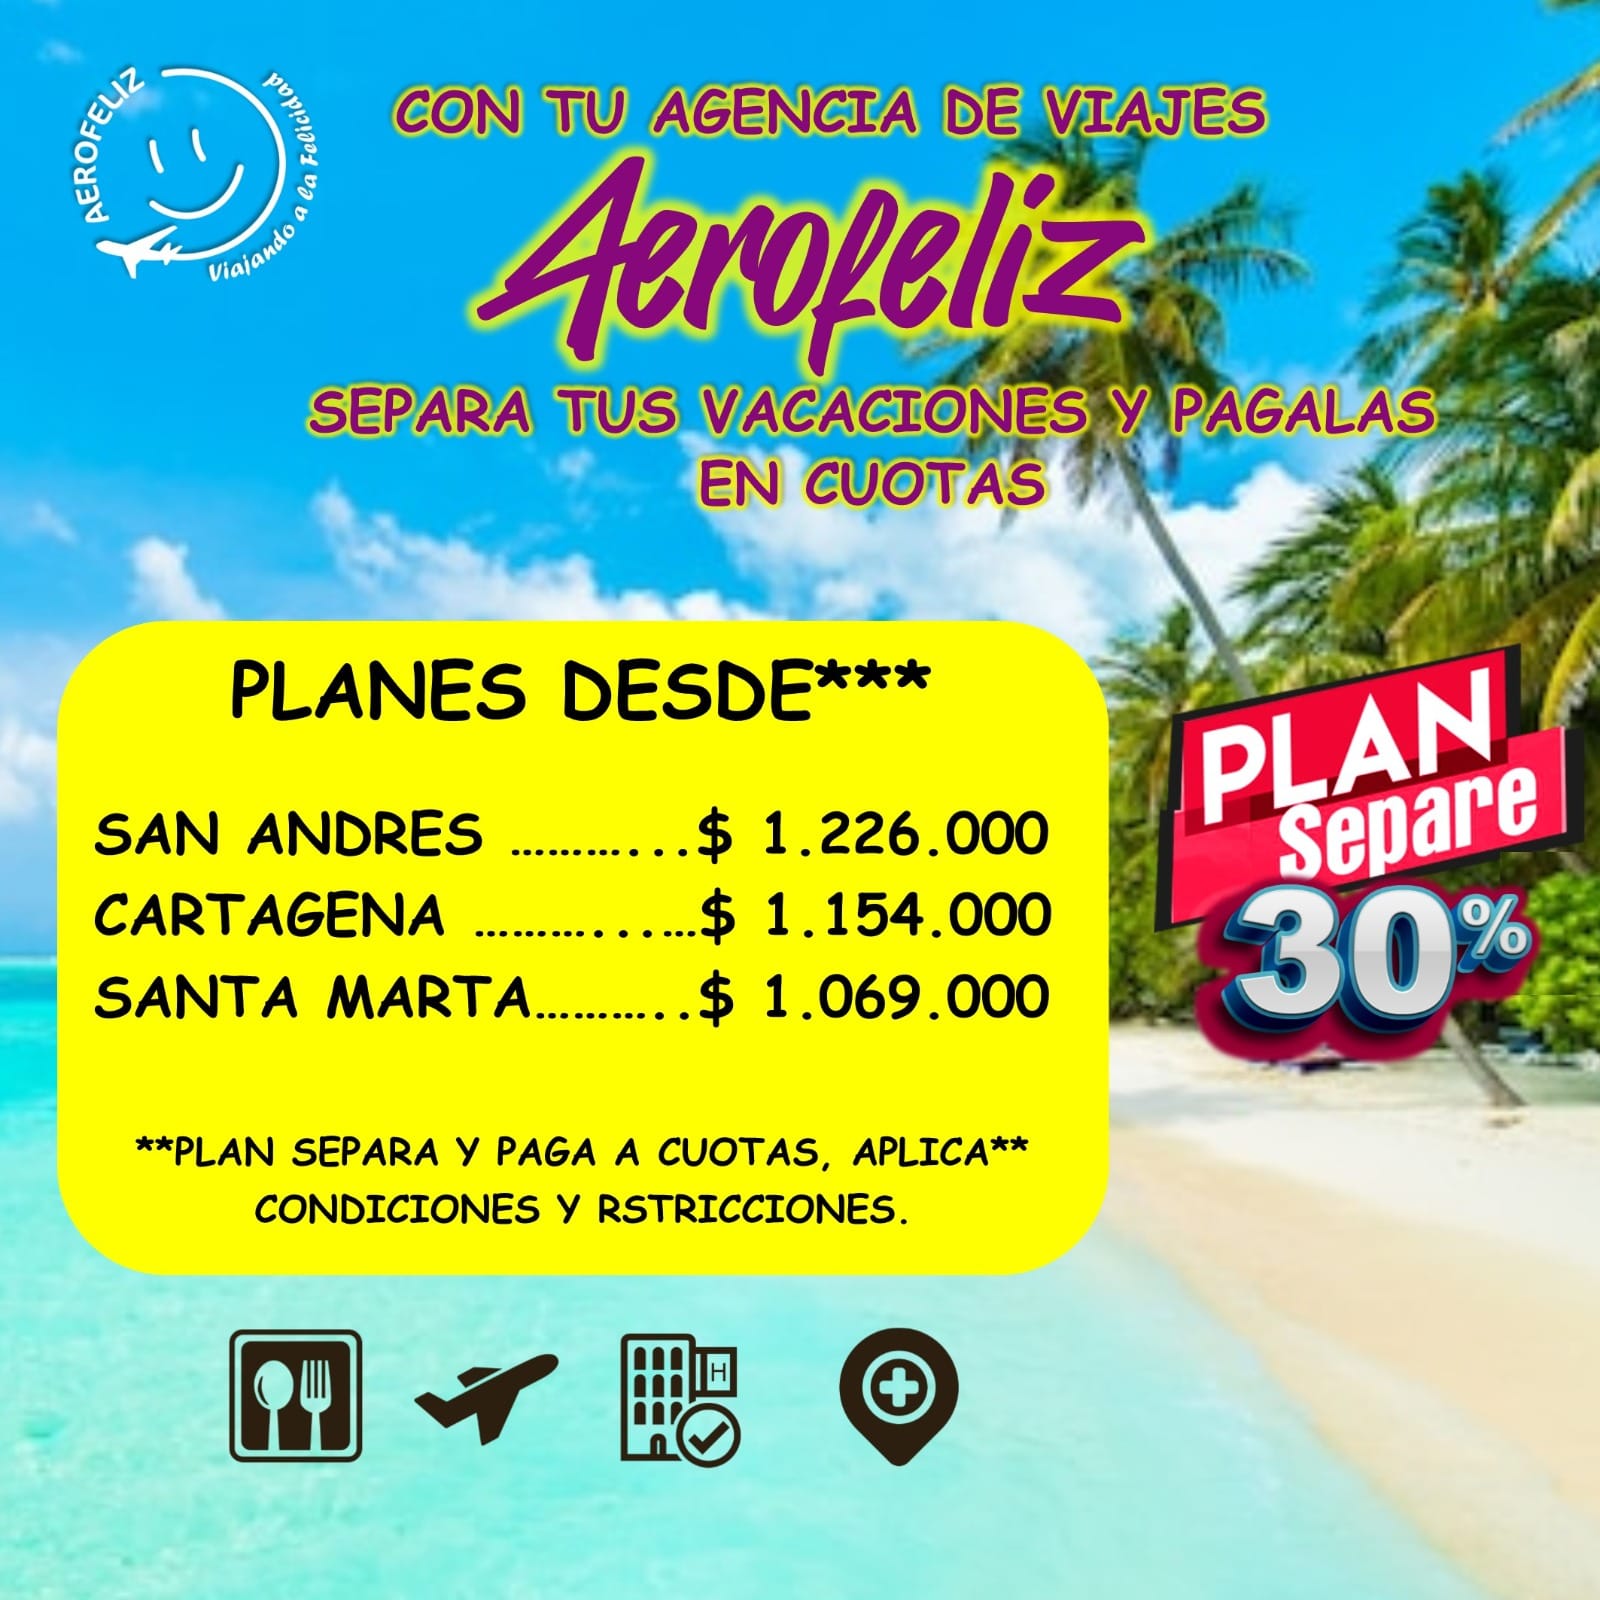 AEROFELIZ
Viajando a la Felicidad
CON TU AGENCIA DE VIAJES
Aerofeliz
SEPARA TUS VACACIONES Y PAGALAS
EN CUOTAS
PLANES DESDE***
SAN ANDRES ………...$ 1.226.000
CARTAGENA ………...…$ 1.154.000
SANTA MARTA………..$ 1.069.000
**PLAN SEPARA Y PAGA A CUOTAS, APLICA**
CONDICIONES Y RSTRICCIONES.
PLAN
Separe
30%
H